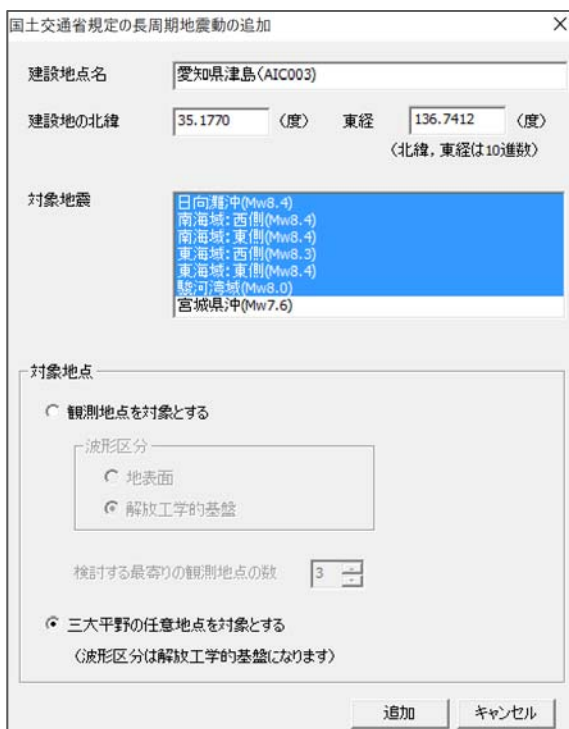 国土交通省規定の長周期地震動の追加
建設地点名 愛知県津島(AIC003)
建設地の北緯 35.1770 (度) 東経 136.7412 (度)
(北緯, 東経は10進数)
対象地震
日向灘沖(Mw8.4)
南海域:西側(Mw8.4)
南海域:東側(Mw8.4)
東海域:西側(Mw8.3)
東海域:東側(Mw8.4)
駿河湾域(Mw8.0)
宮城県沖(Mw7.6)
対象地点
観測地点を対象とする
波形区分
地表面
解放工学的基盤
検討する最寄りの観測地点の数 3
三大平野の任意地点を対象とする
(波形区分は解放工学的基盤になります)
追加 キャンセル